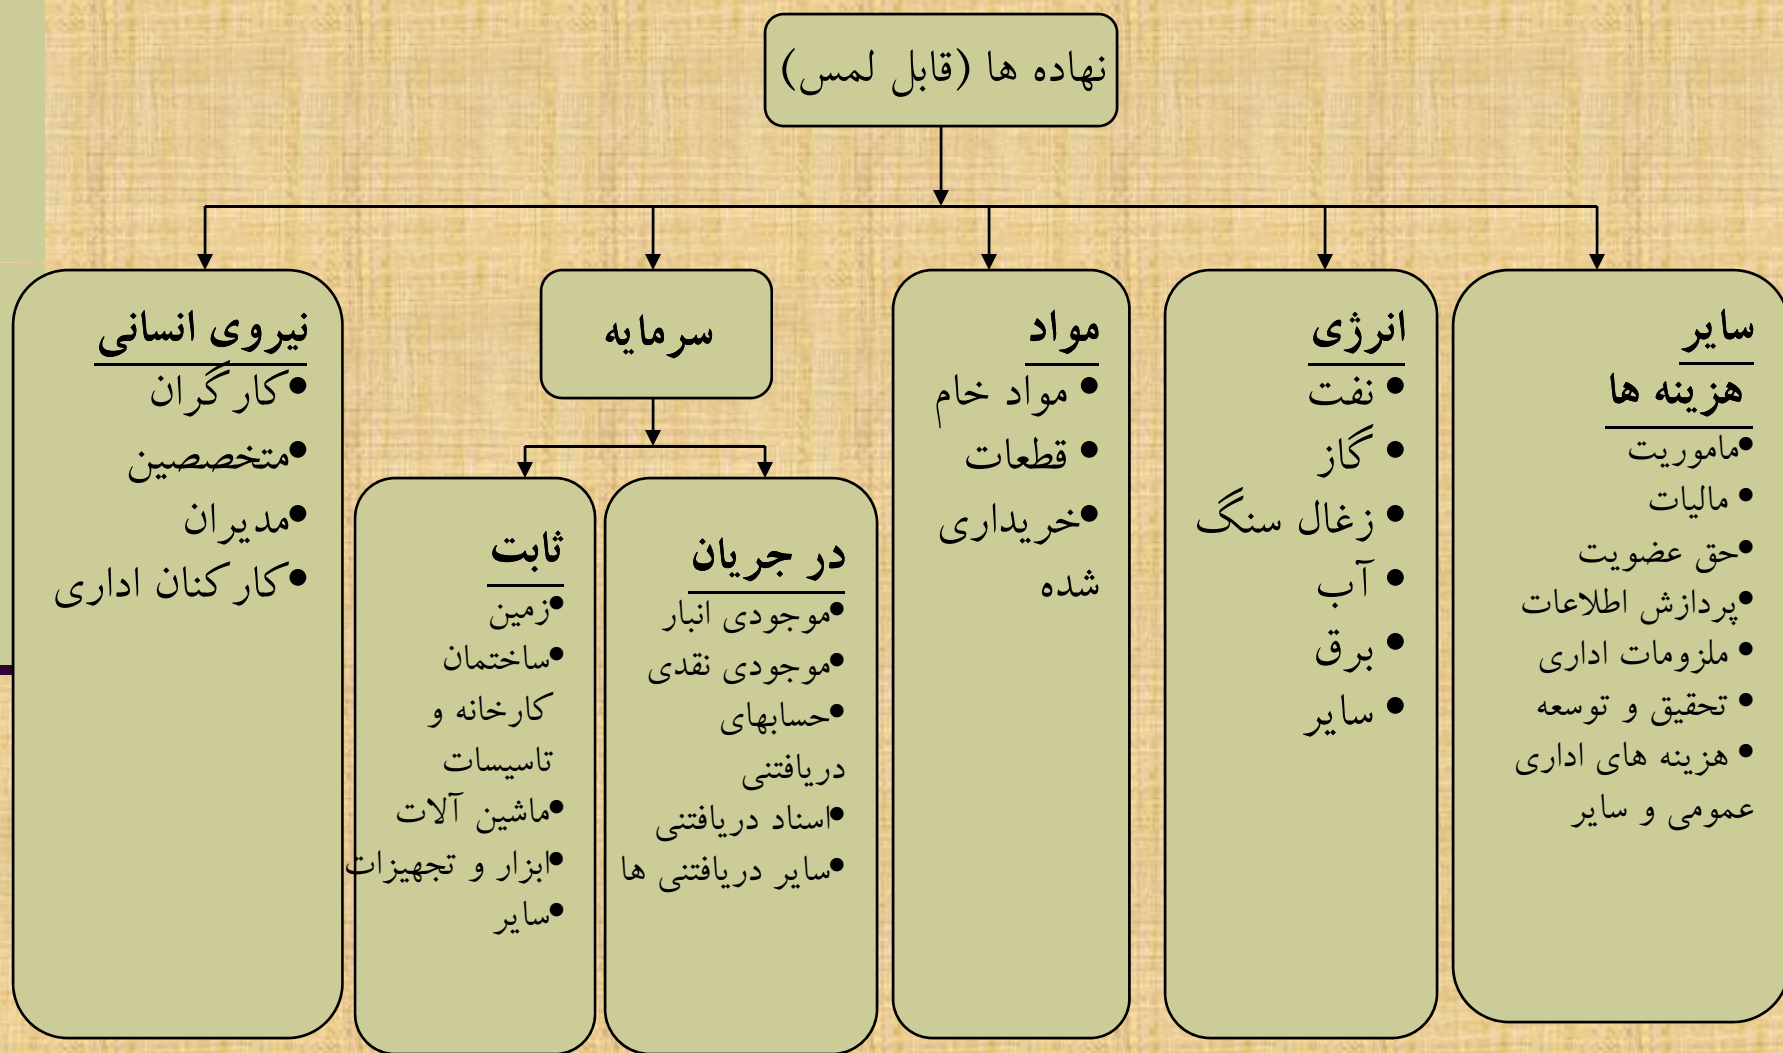 نهاده ها (قابل لمس)
سایر
هزینه ها
•ماموریت
• مالیات
•حق عضویت
•پردازش اطلاعات
• ملزومات اداری
• تحقیق و توسعه
• هزینه های اداری
عمومی و سایر
انرژی
• نفت
• گاز
• زغال سنگ
• آب
• برق
• سایر
مواد
• مواد خام
• قطعات
•خریداری
شده
سرمایه
در جریان
•موجودی انبار
•موجودی نقدی
•حسابهای
دریافتنی
•اسناد دریافتنی
•سایر دریافتنی ها
ثابت
•زمین
•ساختمان
کارخانه و
تاسیسات
•ماشین آلات
•ابزار و تجهیزات
•سایر
نیروی انسانی
•کارگران
•متخصصین
•مدیران
•کارکنان اداری